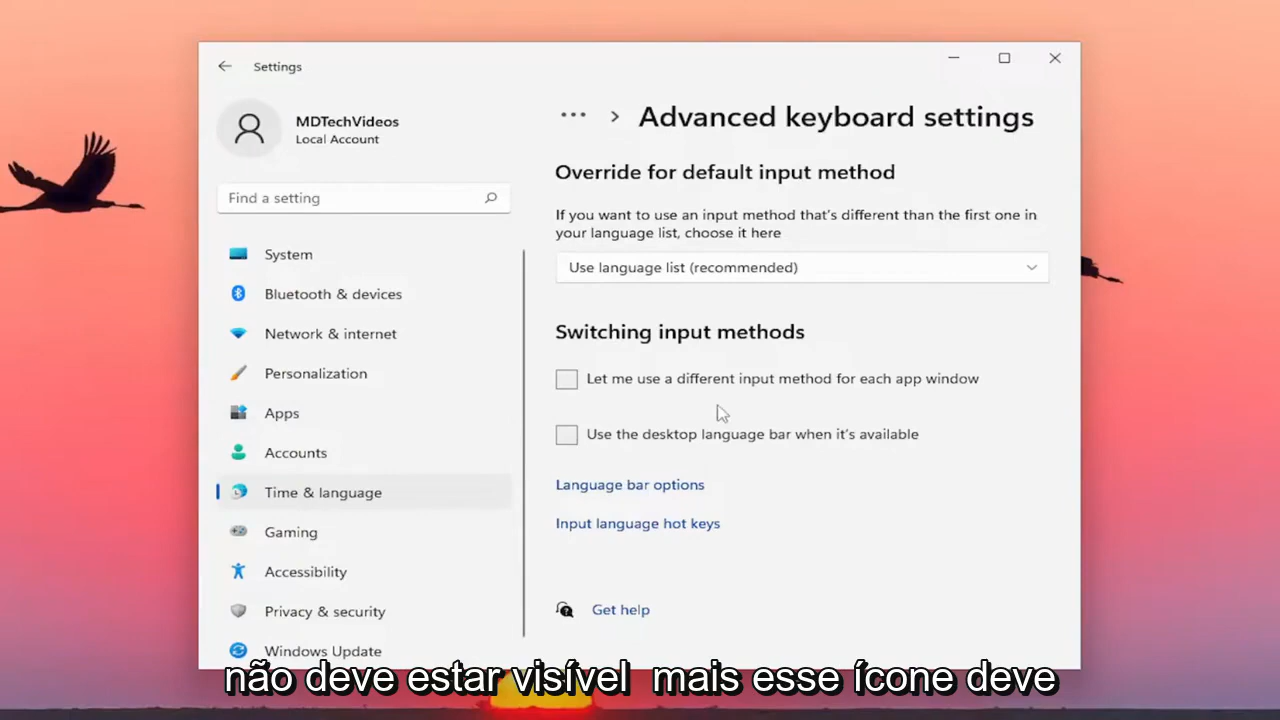 Settings
MDTechVideos
Local Account
Find a setting
System
Bluetooth & devices
Network & internet
Personalization
Apps
Accounts
Time & language
Gaming
Accessibility
Privacy & security
Windows Update
... > Advanced keyboard settings
Override for default input method
If you want to use an input method that's different than the first one in
your language list, choose it here
Use language list (recommended)
Switching input methods
Let me use a different input method for each app window
Use the desktop language bar when it's available
Language bar options
Input language hot keys
Get help
não deve estar visível mais esse ícone deve